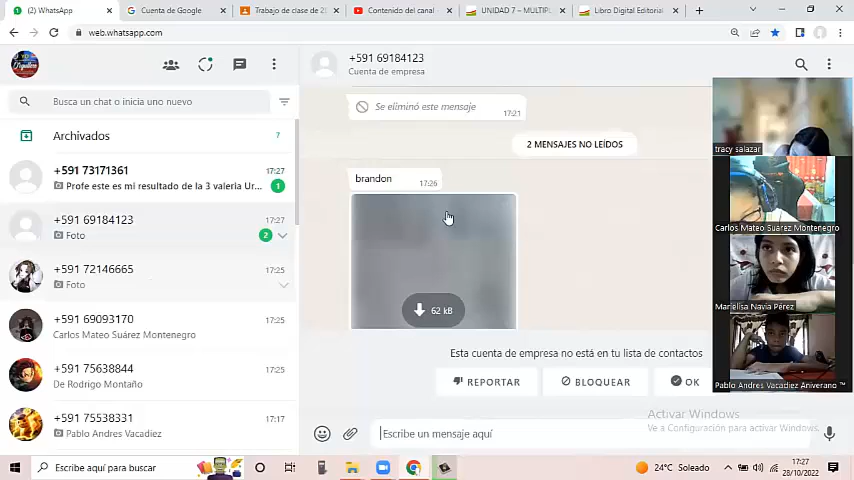 (2) WhatsApp
Cuenta de Google
Trabajo de clase de 2
Contenido del canal
UNIDAD 7 – MULTIPL
Libro Digital Editorial
web.whatsapp.com
+591 69184123
Cuenta de empresa
Busca un chat o inicia uno nuevo
Archivados
7
+591 73171361
17:27
Profe este es mi resultado de la 3 valeria Ur...
1
+591 69184123
17:27
Foto
2
+591 72146665
17:25
Foto
+591 69093170
17:25
Carlos Mateo Suárez Montenegro
+591 75638844
17:25
De Rodrigo Montaño
+591 75538331
17:17
Pablo Andres Vacadiez
Se eliminó este mensaje
17:21
2 MENSAJES NO LEÍDOS
brandon
17:26
62 kB
Esta cuenta de empresa no está en tu lista de contactos
REPORTAR
BLOQUEAR
OK
Escribe un mensaje aquí
tracy salazar
Carlos Mateo Suárez Montenegro
Marielisa Navia Pérez
Pablo Andres Vacadiez Aniverano ™
Activar Windows
Ve a Configuración para activar Windows.
Escribe aquí para buscar
24°C Soleado
17:27
28/10/2022